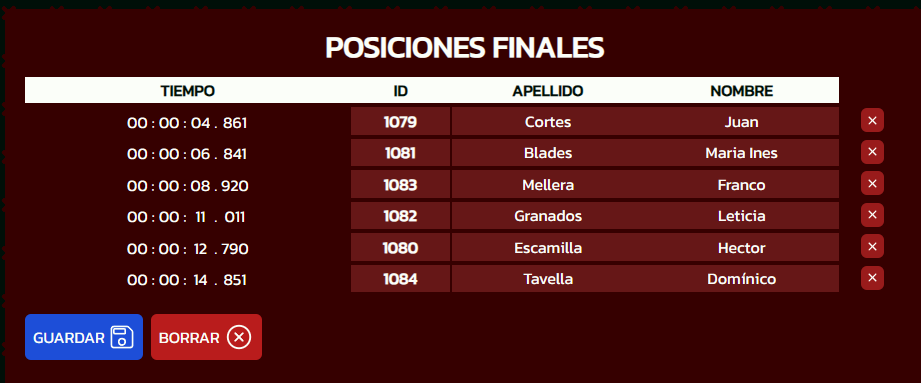 POSICIONES FINALES
TIEMPO ID APELLIDO NOMBRE
00 : 00 : 04 . 861 1079 Cortes Juan ×
00 : 00 : 06 . 841 1081 Blades Maria Ines ×
00 : 00 : 08 . 920 1083 Mellera Franco ×
00 : 00 : 11 . 011 1082 Granados Leticia ×
00 : 00 : 12 . 790 1080 Escamilla Hector ×
00 : 00 : 14 . 851 1084 Tavella Domínico ×
GUARDAR BORRAR